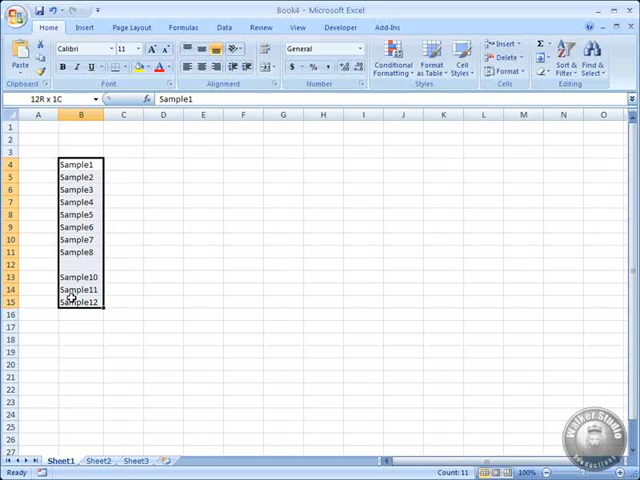 Book4 - Microsoft Excel
Home Insert Page Layout Formulas Data Review View Developer Add-Ins
Paste
Calibri 11 A A
B I U
General
$ % ,
Conditional Formatting
Format as Table
Cell Styles
Insert
Delete
Format
Σ
Sort & Filter
Find & Select
Clipboard Font Alignment Number Styles Cells Editing
12R x 1C fx Sample1
A B C D E F G H I J K L M N O
1
2
3
4 Sample1
5 Sample2
6 Sample3
7 Sample4
8 Sample5
9 Sample6
10 Sample7
11 Sample8
12
13 Sample10
14 Sample11
15 Sample12
16
17
18
19
20
21
22
23
24
25
26
27
Sheet1 Sheet2 Sheet3
Ready Count: 11 100%
Walker Studio
Productions